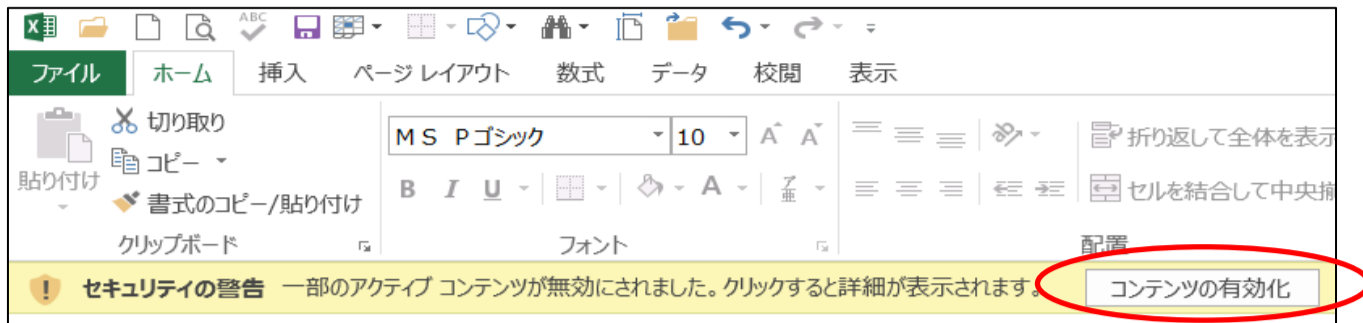 ABC
ファイル ホーム 挿入 ページ レイアウト 数式 データ 校閲 表示
貼り付け
切り取り
コピー
書式のコピー/貼り付け
クリップボード
ＭＳ Ｐゴシック 10 A A
B I U A ア亜
フォント
折り返して全体を表示
セルを結合して中央揃
配置
セキュリティの警告 一部のアクティブ コンテンツが無効にされました。クリックすると詳細が表示されます。 コンテンツの有効化